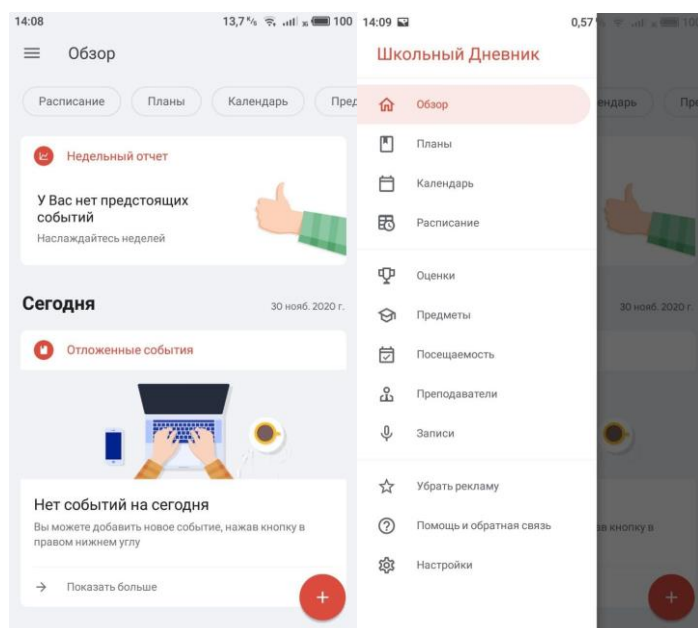 14:08 13,7 K/s 100
Обзор
Расписание Планы Календарь Пред
Недельный отчет
У Вас нет предстоящих
событий
Наслаждайтесь неделей
Сегодня 30 нояб. 2020 г.
Отложенные события
Нет событий на сегодня
Вы можете добавить новое событие, нажав кнопку в
правом нижнем углу
Показать больше
14:09 0,57
Школьный Дневник
Обзор
Планы
Календарь
Расписание
Оценки
Предметы
Посещаемость
Преподаватели
Записи
Убрать рекламу
Помощь и обратная связь
Настройки
ендарь
30 нояб. 2020 г.
кнопку в